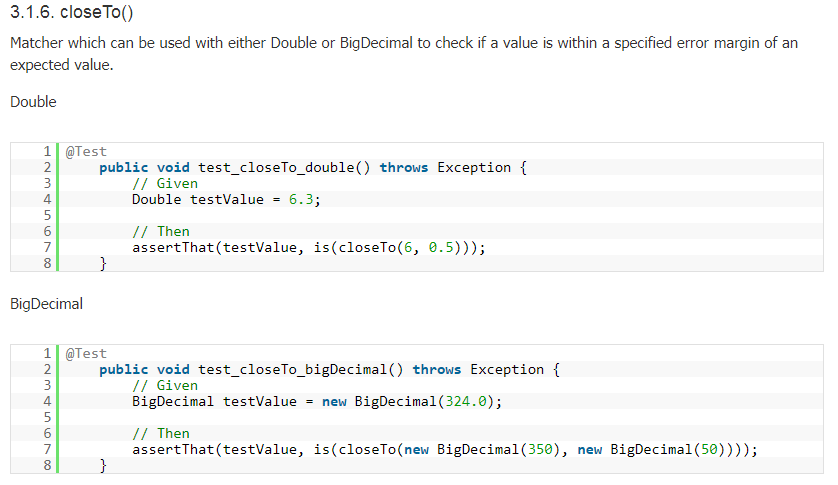 3.1.6. closeTo()
Matcher which can be used with either Double or BigDecimal to check if a value is within a specified error margin of an
expected value.
Double
1 @Test
2     public void test_closeTo_double() throws Exception {
3         // Given
4         Double testValue = 6.3;
5
6         // Then
7         assertThat(testValue, is(closeTo(6, 0.5)));
8     }
BigDecimal
1 @Test
2     public void test_closeTo_bigDecimal() throws Exception {
3         // Given
4         BigDecimal testValue = new BigDecimal(324.0);
5
6         // Then
7         assertThat(testValue, is(closeTo(new BigDecimal(350), new BigDecimal(50))));
8     }